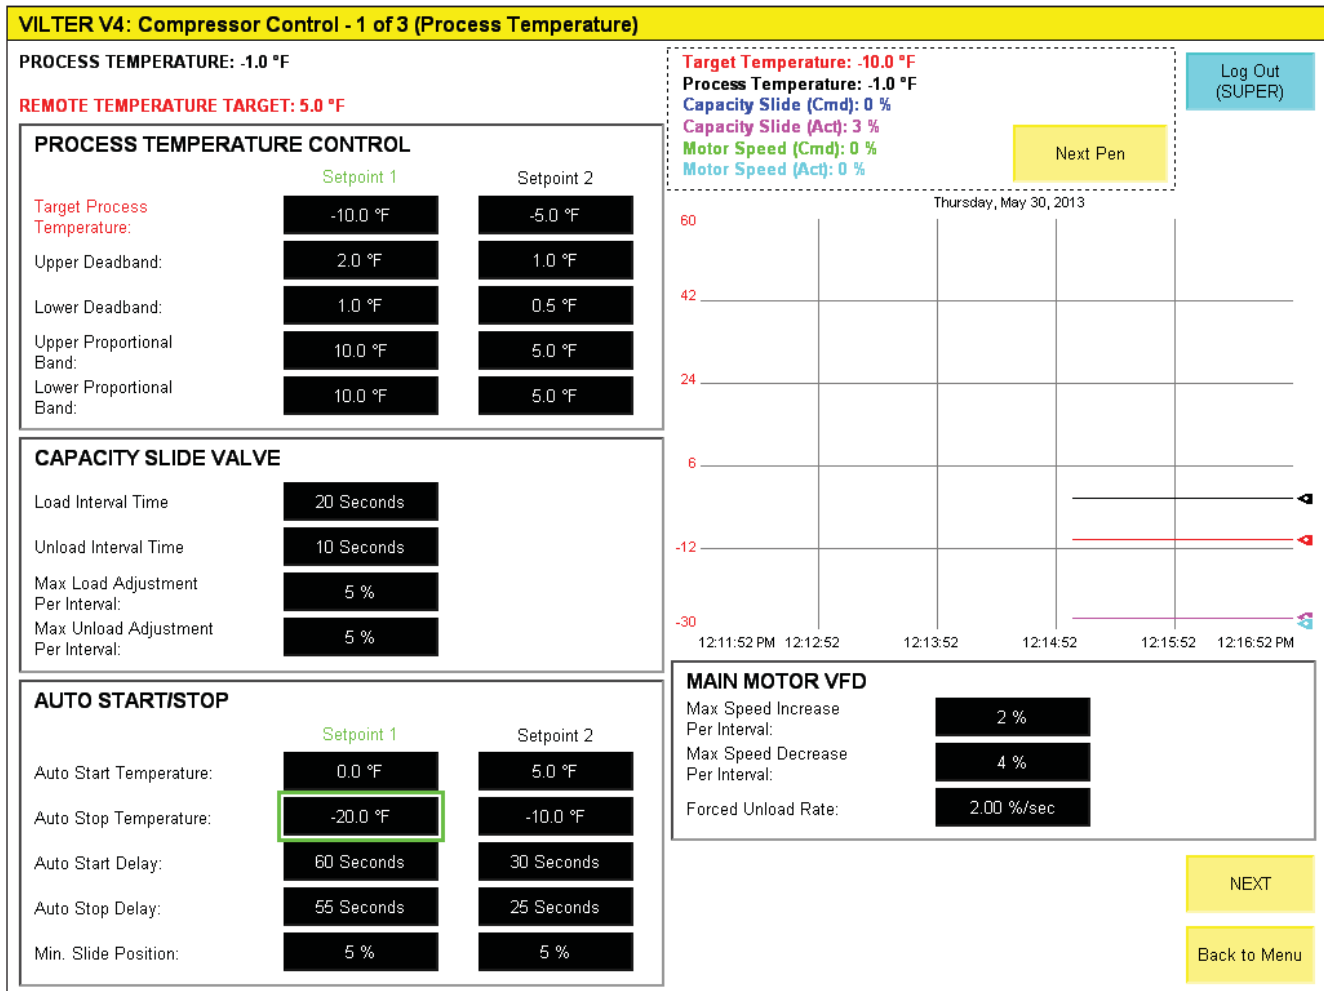 VILTER V4: Compressor Control - 1 of 3 (Process Temperature)
PROCESS TEMPERATURE: -1.0 °F
REMOTE TEMPERATURE TARGET: 5.0 °F
PROCESS TEMPERATURE CONTROL
Setpoint 1 Setpoint 2
Target Process
Temperature: -10.0 °F -5.0 °F
Upper Deadband: 2.0 °F 1.0 °F
Lower Deadband: 1.0 °F 0.5 °F
Upper Proportional
Band: 10.0 °F 5.0 °F
Lower Proportional
Band: 10.0 °F 5.0 °F
CAPACITY SLIDE VALVE
Load Interval Time 20 Seconds
Unload Interval Time 10 Seconds
Max Load Adjustment
Per Interval: 5 %
Max Unload Adjustment
Per Interval: 5 %
AUTO START/STOP
Setpoint 1 Setpoint 2
Auto Start Temperature: 0.0 °F 5.0 °F
Auto Stop Temperature: -20.0 °F -10.0 °F
Auto Start Delay: 60 Seconds 30 Seconds
Auto Stop Delay: 55 Seconds 25 Seconds
Min. Slide Position: 5 % 5 %
Target Temperature: -10.0 °F
Process Temperature: -1.0 °F
Capacity Slide (Cmd): 0 %
Capacity Slide (Act): 3 %
Motor Speed (Cmd): 0 %
Motor Speed (Act): 0 %
Next Pen
Log Out
(SUPER)
Thursday, May 30, 2013
60
42
24
6
-12
-30
12:11:52 PM 12:12:52 12:13:52 12:14:52 12:15:52 12:16:52 PM
MAIN MOTOR VFD
Max Speed Increase
Per Interval: 2 %
Max Speed Decrease
Per Interval: 4 %
Forced Unload Rate: 2.00 %/sec
NEXT
Back to Menu